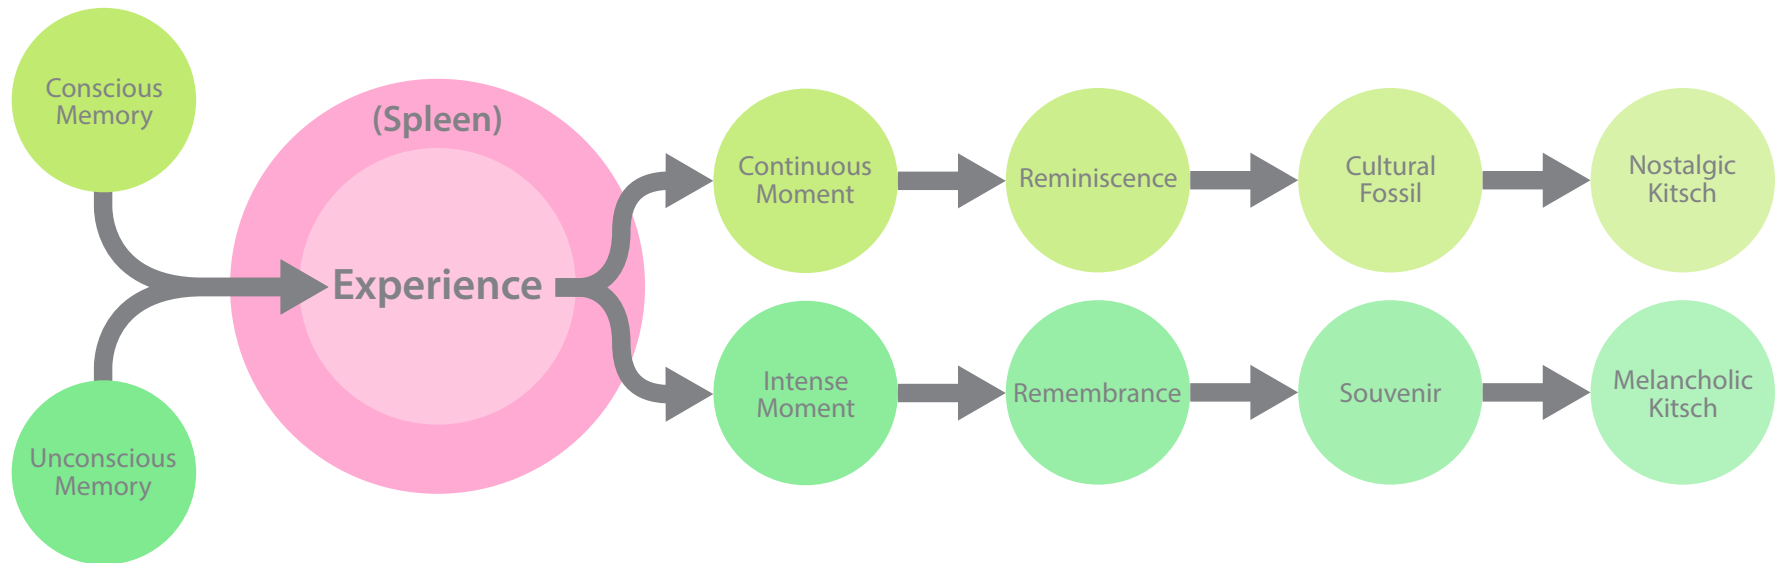 Conscious
Memory
Unconscious
Memory
(Spleen)
Experience
Continuous
Moment
Reminiscence
Cultural
Fossil
Nostalgic
Kitsch
Intense
Moment
Remembrance
Souvenir
Melancholic
Kitsch